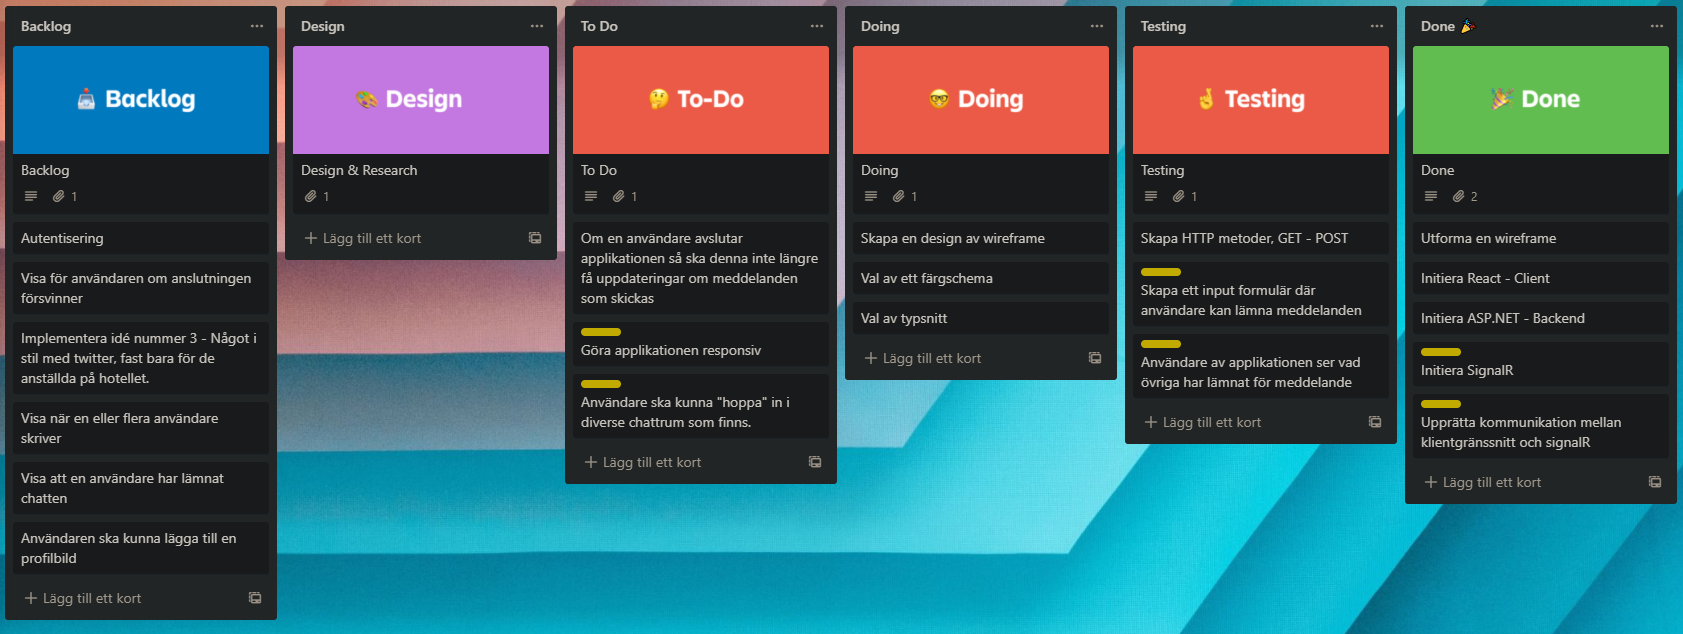 Backlog
Backlog
Backlog
1
Autentisering
Visa för användaren om anslutningen
försvinner
Implementera idé nummer 3 - Något i
stil med twitter, fast bara för de
anställda på hotellet.
Visa när en eller flera användare
skriver
Visa att en användare har lämnat
chatten
Användaren ska kunna lägga till en
profilbild
+ Lägg till ett kort
Design
Design
Design & Research
1
+ Lägg till ett kort
To Do
To-Do
To Do
1
Om en användare avslutar
applikationen så ska denna inte längre
få uppdateringar om meddelanden
som skickas
Göra applikationen responsiv
Användare ska kunna "hoppa" in i
diverse chattrum som finns.
+ Lägg till ett kort
Doing
Doing
Doing
1
Skapa en design av wireframe
Val av ett färgschema
Val av typsnitt
+ Lägg till ett kort
Testing
Testing
Testing
1
Skapa HTTP metoder, GET - POST
Skapa ett input formulär där
användare kan lämna meddelanden
Användare av applikationen ser vad
övriga har lämnat för meddelande
+ Lägg till ett kort
Done 🎉
Done
Done
2
Utforma en wireframe
Initiera React - Client
Initiera ASP.NET - Backend
Initiera SignalR
Upprätta kommunikation mellan
klientgränssnitt och signalR
+ Lägg till ett kort